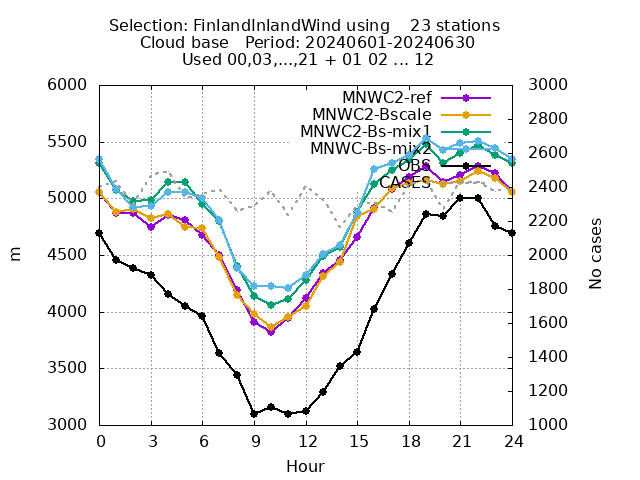 Selection: FinlandInlandWind using    23 stations
Cloud base   Period: 20240601-20240630
Used 00,03,...,21 + 01 02 ... 12
6000 3000
MNWC2-ref
2800
MNWC2-Bscale
MNWC2-Bs-mix1
5500 2600
MNWC-Bs-mix2
OBS
2400
CASES
5000
2200
4500 2000
No cases
m
1800
4000
1600
3500 1400
1200
3000 1000
0 3 6 9 12 15 18 21 24
Hour